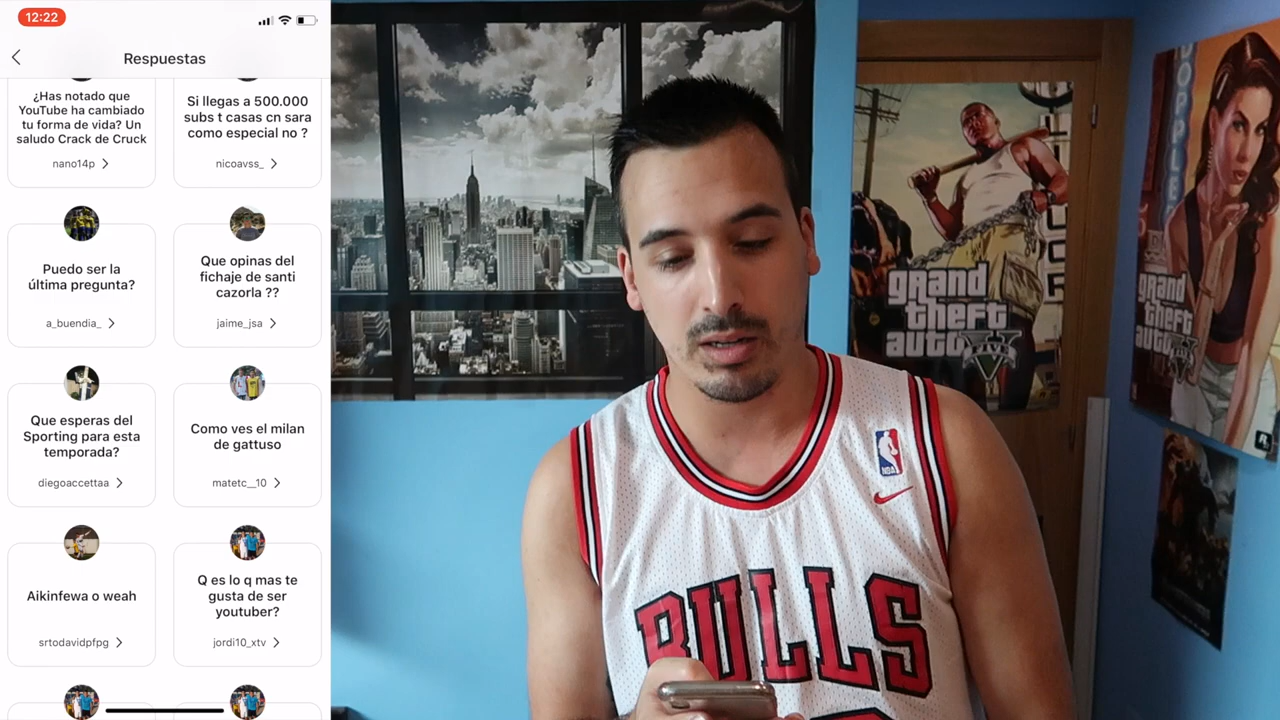 12:22
Respuestas
¿Has notado que
YouTube ha cambiado
tu forma de vida? Un
saludo Crack de Cruck
nano14p
Si llegas a 500.000
subs t casas cn sara
como especial no ?
nicoavss_
Puedo ser la
última pregunta?
a_buendia_
Que opinas del
fichaje de santi
cazorla ??
jaime_jsa
Que esperas del
Sporting para esta
temporada?
diegoaccettaa
Como ves el milan
de gattuso
matetc__10
Aikinfewa o weah
srtodavidpfpg
Q es lo q mas te
gusta de ser
youtuber?
jordi10_xtv
grand
theft
auto
V
FIVE
grand
theft
auto
NBA
BULLS